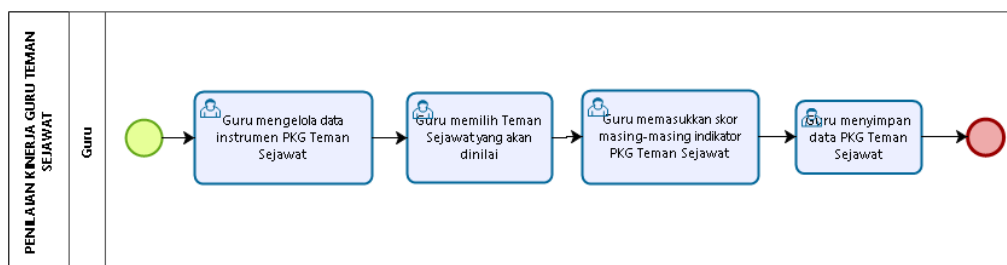 PENILAIAN KINERJA GURU TEMAN
SEJAWAT
Guru
Guru mengelola data
instrumen PKG Teman
Sejawat
Guru memilih Teman
Sejawat yang akan
dinilai
Guru memasukkan skor
masing-masing indikator
PKG Teman Sejawat
Guru menyimpan
data PKG Teman
Sejawat